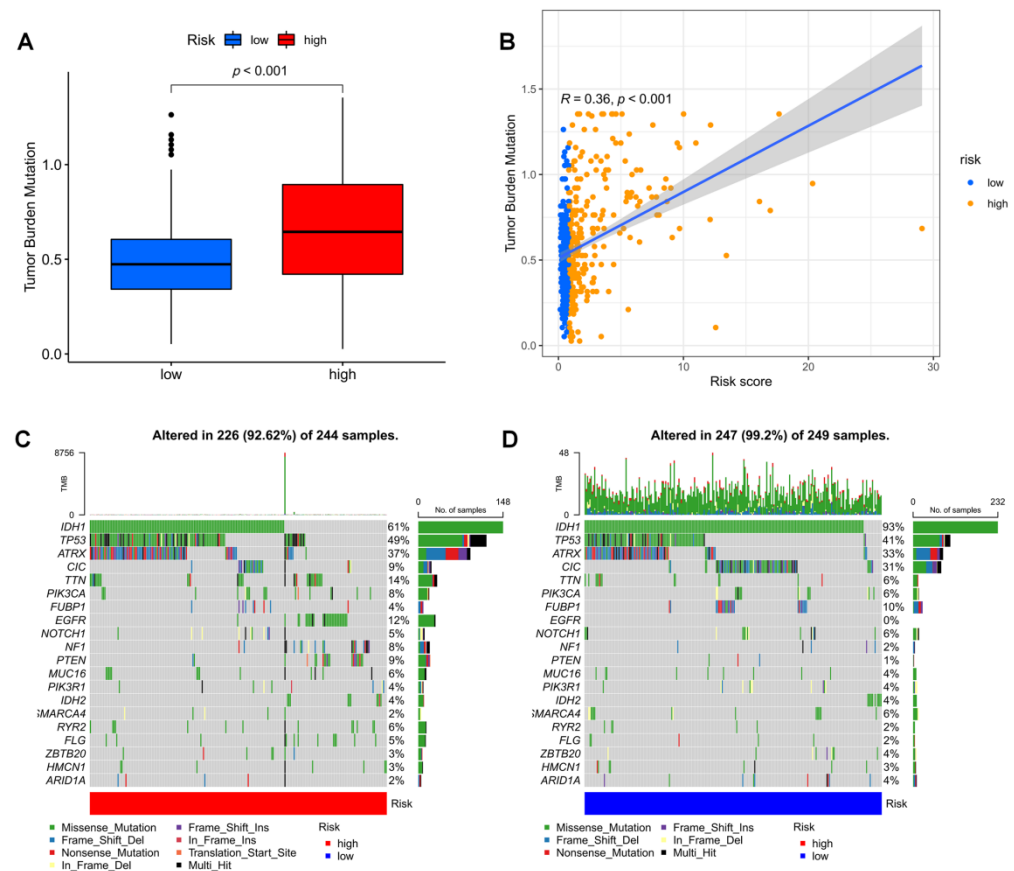 A
Risk low high
p < 0.001
Tumor Burden Mutation
1.0
0.5
0.0
low high
B
R = 0.36, p < 0.001
Tumor Burden Mutation
1.5
1.0
0.5
0.0
0 10 20 30
Risk score
risk
low
high
C
Altered in 226 (92.62%) of 244 samples.
8756
TMB
0
0 148
No. of samples
IDH1 61%
TP53 49%
ATRX 37%
CIC 9%
TTN 14%
PIK3CA 8%
FUBP1 4%
EGFR 12%
NOTCH1 5%
NF1 8%
PTEN 9%
MUC16 6%
PIK3R1 4%
IDH2 4%
SMARCA4 2%
RYR2 6%
FLG 5%
ZBTB20 3%
HMCN1 3%
ARID1A 2%
Risk
Missense_Mutation
Frame_Shift_Del
Nonsense_Mutation
In_Frame_Del
Frame_Shift_Ins
In_Frame_Ins
Translation_Start_Site
Multi_Hit
Risk
high
low
D
Altered in 247 (99.2%) of 249 samples.
48
TMB
0
0 232
No. of samples
IDH1 93%
TP53 41%
ATRX 33%
CIC 31%
TTN 6%
PIK3CA 6%
FUBP1 10%
EGFR 0%
NOTCH1 6%
NF1 2%
PTEN 1%
MUC16 4%
PIK3R1 4%
IDH2 4%
SMARCA4 6%
RYR2 2%
FLG 2%
ZBTB20 4%
HMCN1 3%
ARID1A 4%
Risk
Missense_Mutation
Frame_Shift_Del
Nonsense_Mutation
Frame_Shift_Ins
In_Frame_Del
Multi_Hit
Risk
high
low